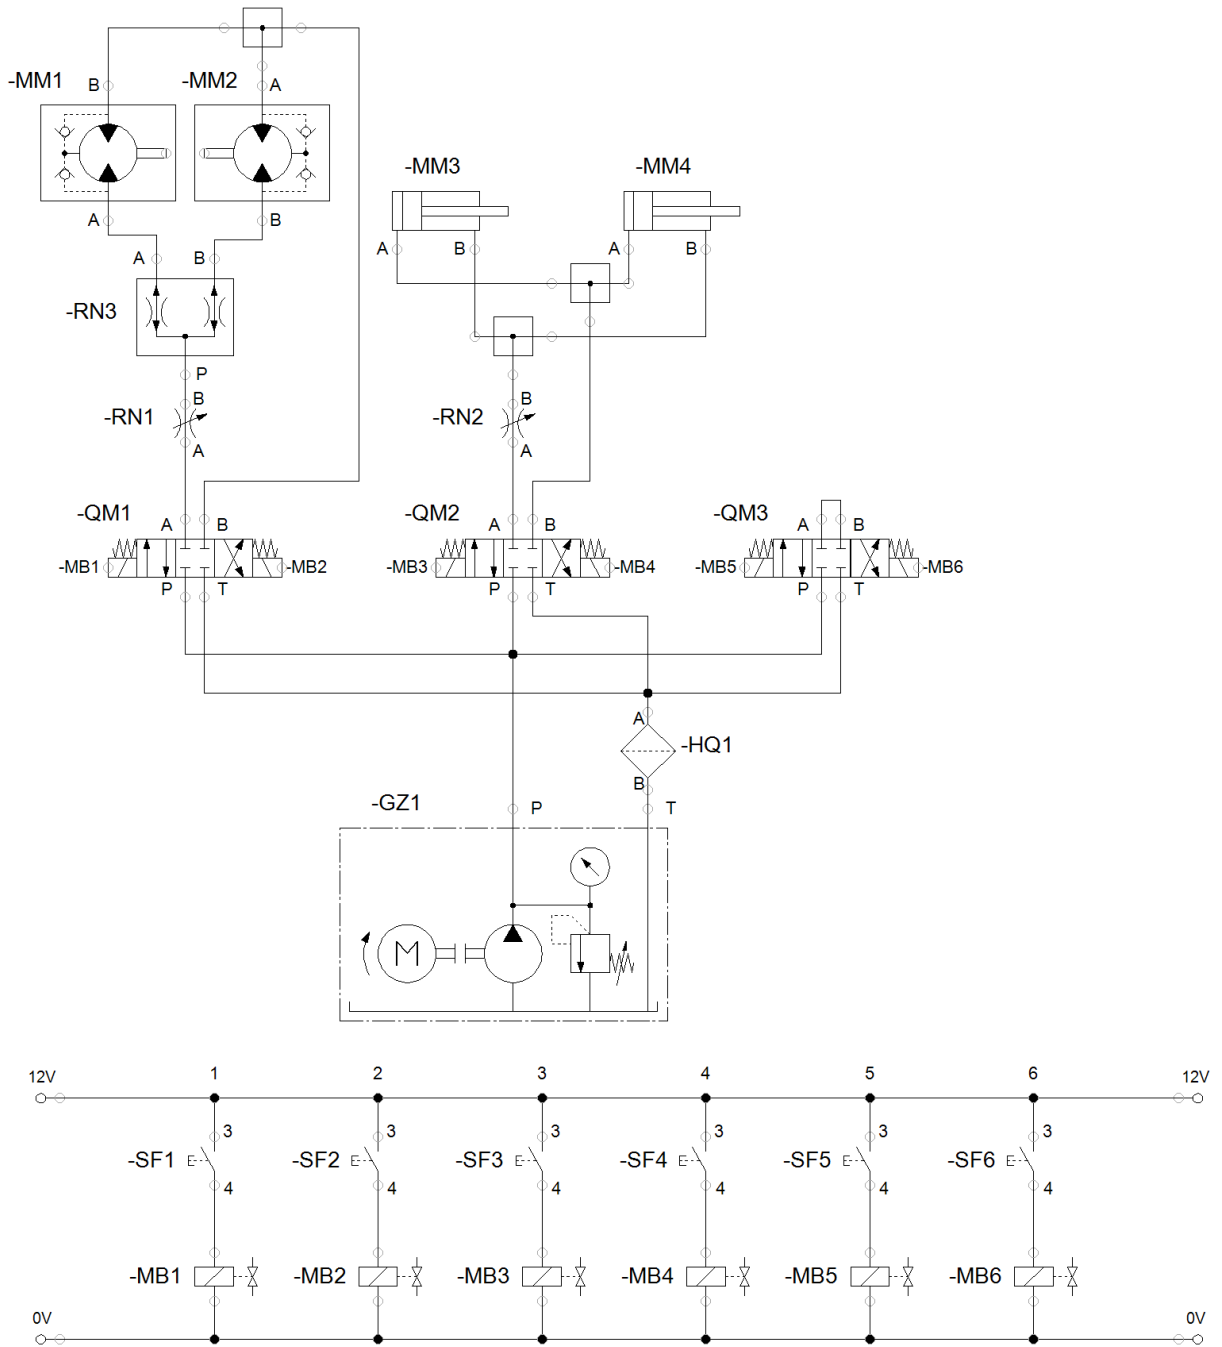 -MM1 B -MM2 A
-MM3 -MM4
A B A B A B
A B
-RN3
P
B B
-RN1 -RN2
A A
-QM1 A B -QM2 A B -QM3 A B
-MB1 -MB2 -MB3 -MB4 -MB5 -MB6
P T P T P T
A
-HQ1
B
-GZ1 P T
M
12V 1 2 3 4 5 6 12V
3 3 3 3 3 3
-SF1 -SF2 -SF3 -SF4 -SF5 -SF6
4 4 4 4 4 4
-MB1 -MB2 -MB3 -MB4 -MB5 -MB6
0V 0V